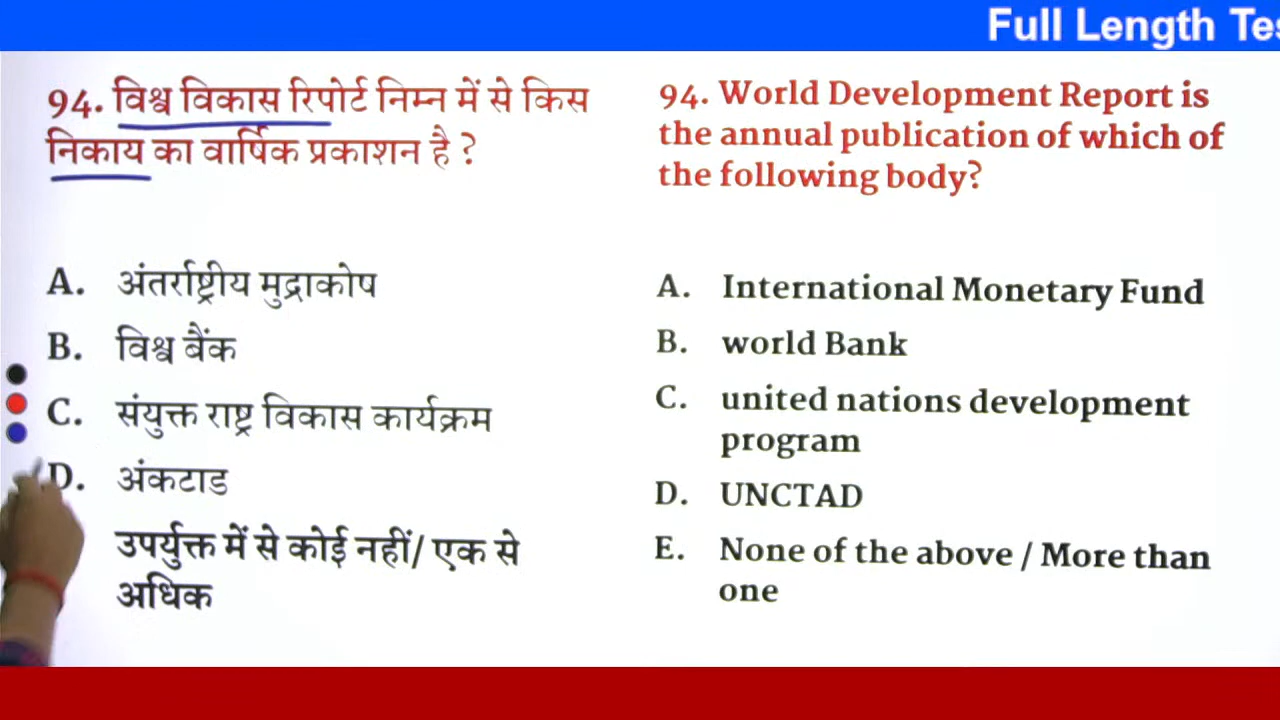 Full Length Tes
94. विश्व विकास रिपोर्ट निम्न में से किस
निकाय का वार्षिक प्रकाशन है ?
A. अंतर्राष्ट्रीय मुद्राकोष
B. विश्व बैंक
C. संयुक्त राष्ट्र विकास कार्यक्रम
D. अंकटाड
उपर्युक्त में से कोई नहीं/ एक से
अधिक
94. World Development Report is
the annual publication of which of
the following body?
A. International Monetary Fund
B. world Bank
C. united nations development
program
D. UNCTAD
E. None of the above / More than
one